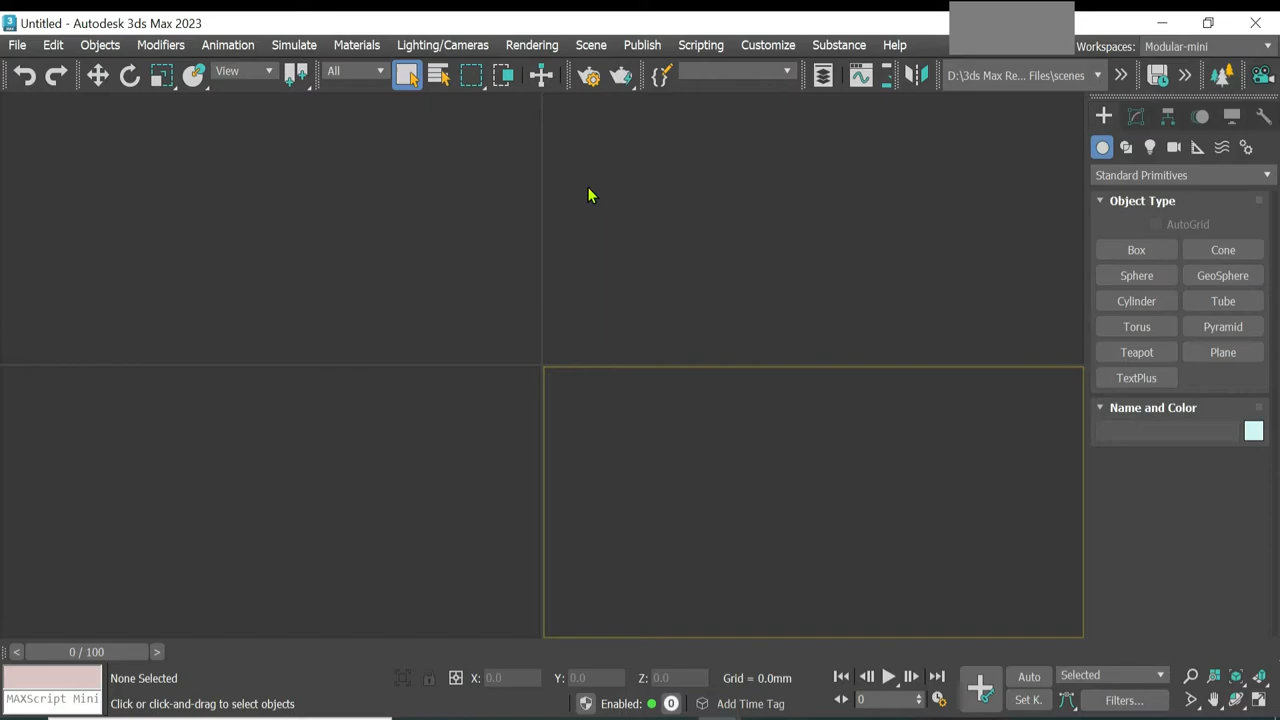 Untitled - Autodesk 3ds Max 2023
File Edit Objects Modifiers Animation Simulate Materials Lighting/Cameras Rendering Scene Publish Scripting Customize Substance Help Workspaces: Modular-mini
View All D:\3ds Max Re... Files\scenes
Standard Primitives
Object Type
AutoGrid
Box Cone
Sphere GeoSphere
Cylinder Tube
Torus Pyramid
Teapot Plane
TextPlus
Name and Color
< 0 / 100 >
None Selected X: 0.0 Y: 0.0 Z: 0.0 Grid = 0.0mm Auto Selected
MAXScript Mini Click or click-and-drag to select objects Enabled: 0 Add Time Tag 0 Set K. Filters...